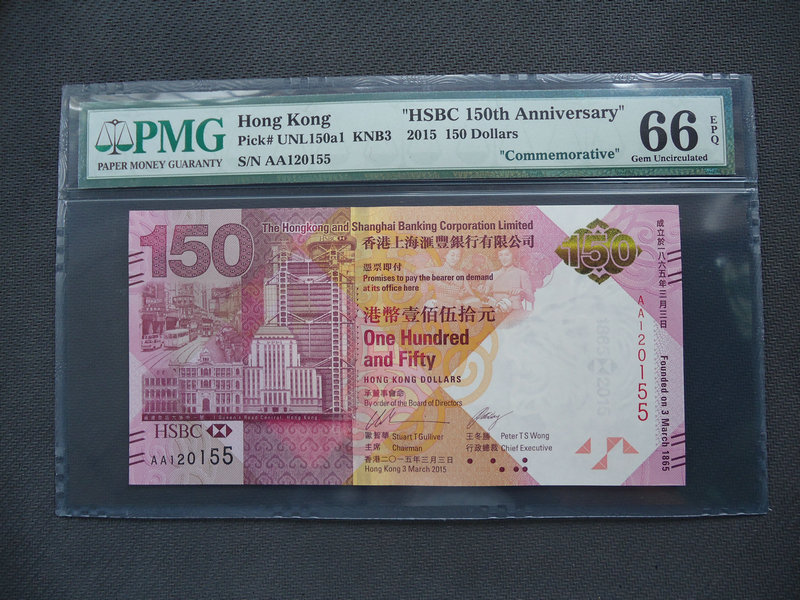 PMG
PAPER MONEY GUARANTY
Hong Kong
Pick# UNL150a1 KNB3
S/N AA120155
"HSBC 150th Anniversary"
2015 150 Dollars
"Commemorative"
66
EPQ
Gem Uncirculated
150
The Hongkong and Shanghai Banking Corporation Limited
香港上海滙豐銀行有限公司
憑票即付
Promises to pay the bearer on demand
at its office here
港幣壹佰伍拾元
One Hundred
and Fifty
HONG KONG DOLLARS
承董事會命
By order of the Board of Directors
歐智華 Stuart T Gulliver
主席 Chairman
王冬勝 Peter T S Wong
行政總裁 Chief Executive
香港二〇一五年三月三日
Hong Kong 3 March 2015
1 Queen's Road Central, Hong Kong
HSBC
AA120155
150
成立於一八六五年三月三日
AA120155
Founded on 3 March 1865